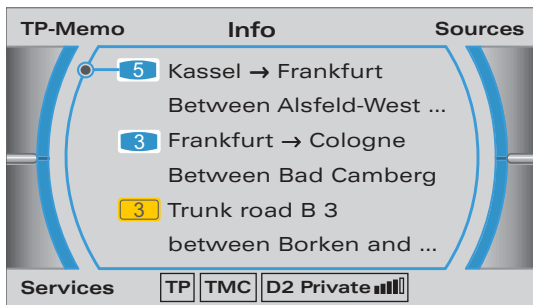 TP-Memo Info Sources
5 Kassel → Frankfurt
Between Alsfeld-West ...
3 Frankfurt → Cologne
Between Bad Camberg
3 Trunk road B 3
between Borken and ...
Services TP TMC D2 Private